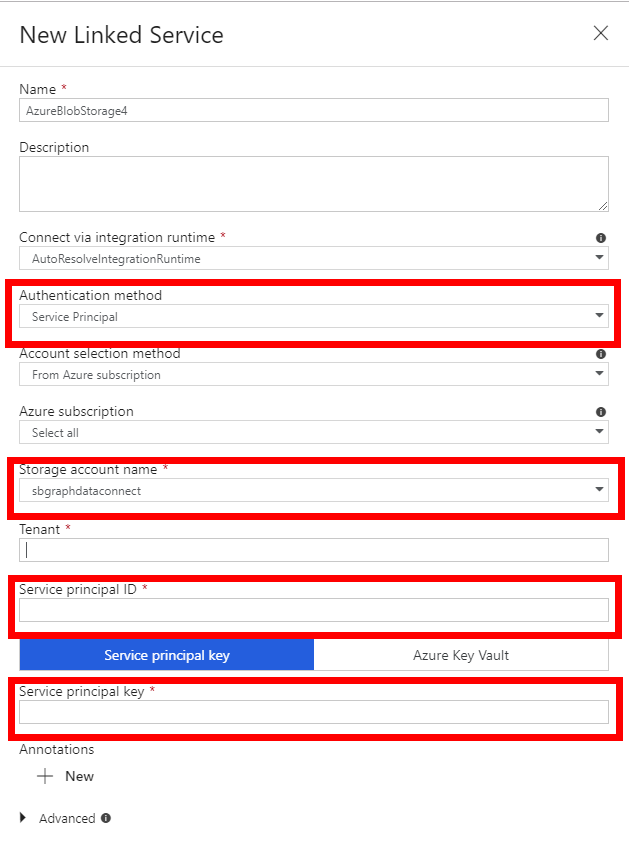 New Linked Service
Name *
AzureBlobStorage4
Description
Connect via integration runtime *
AutoResolveIntegrationRuntime
Authentication method
Service Principal
Account selection method
From Azure subscription
Azure subscription
Select all
Storage account name *
sbgraphdataconnect
Tenant *
Service principal ID *
Service principal key Azure Key Vault
Service principal key *
Annotations
New
Advanced